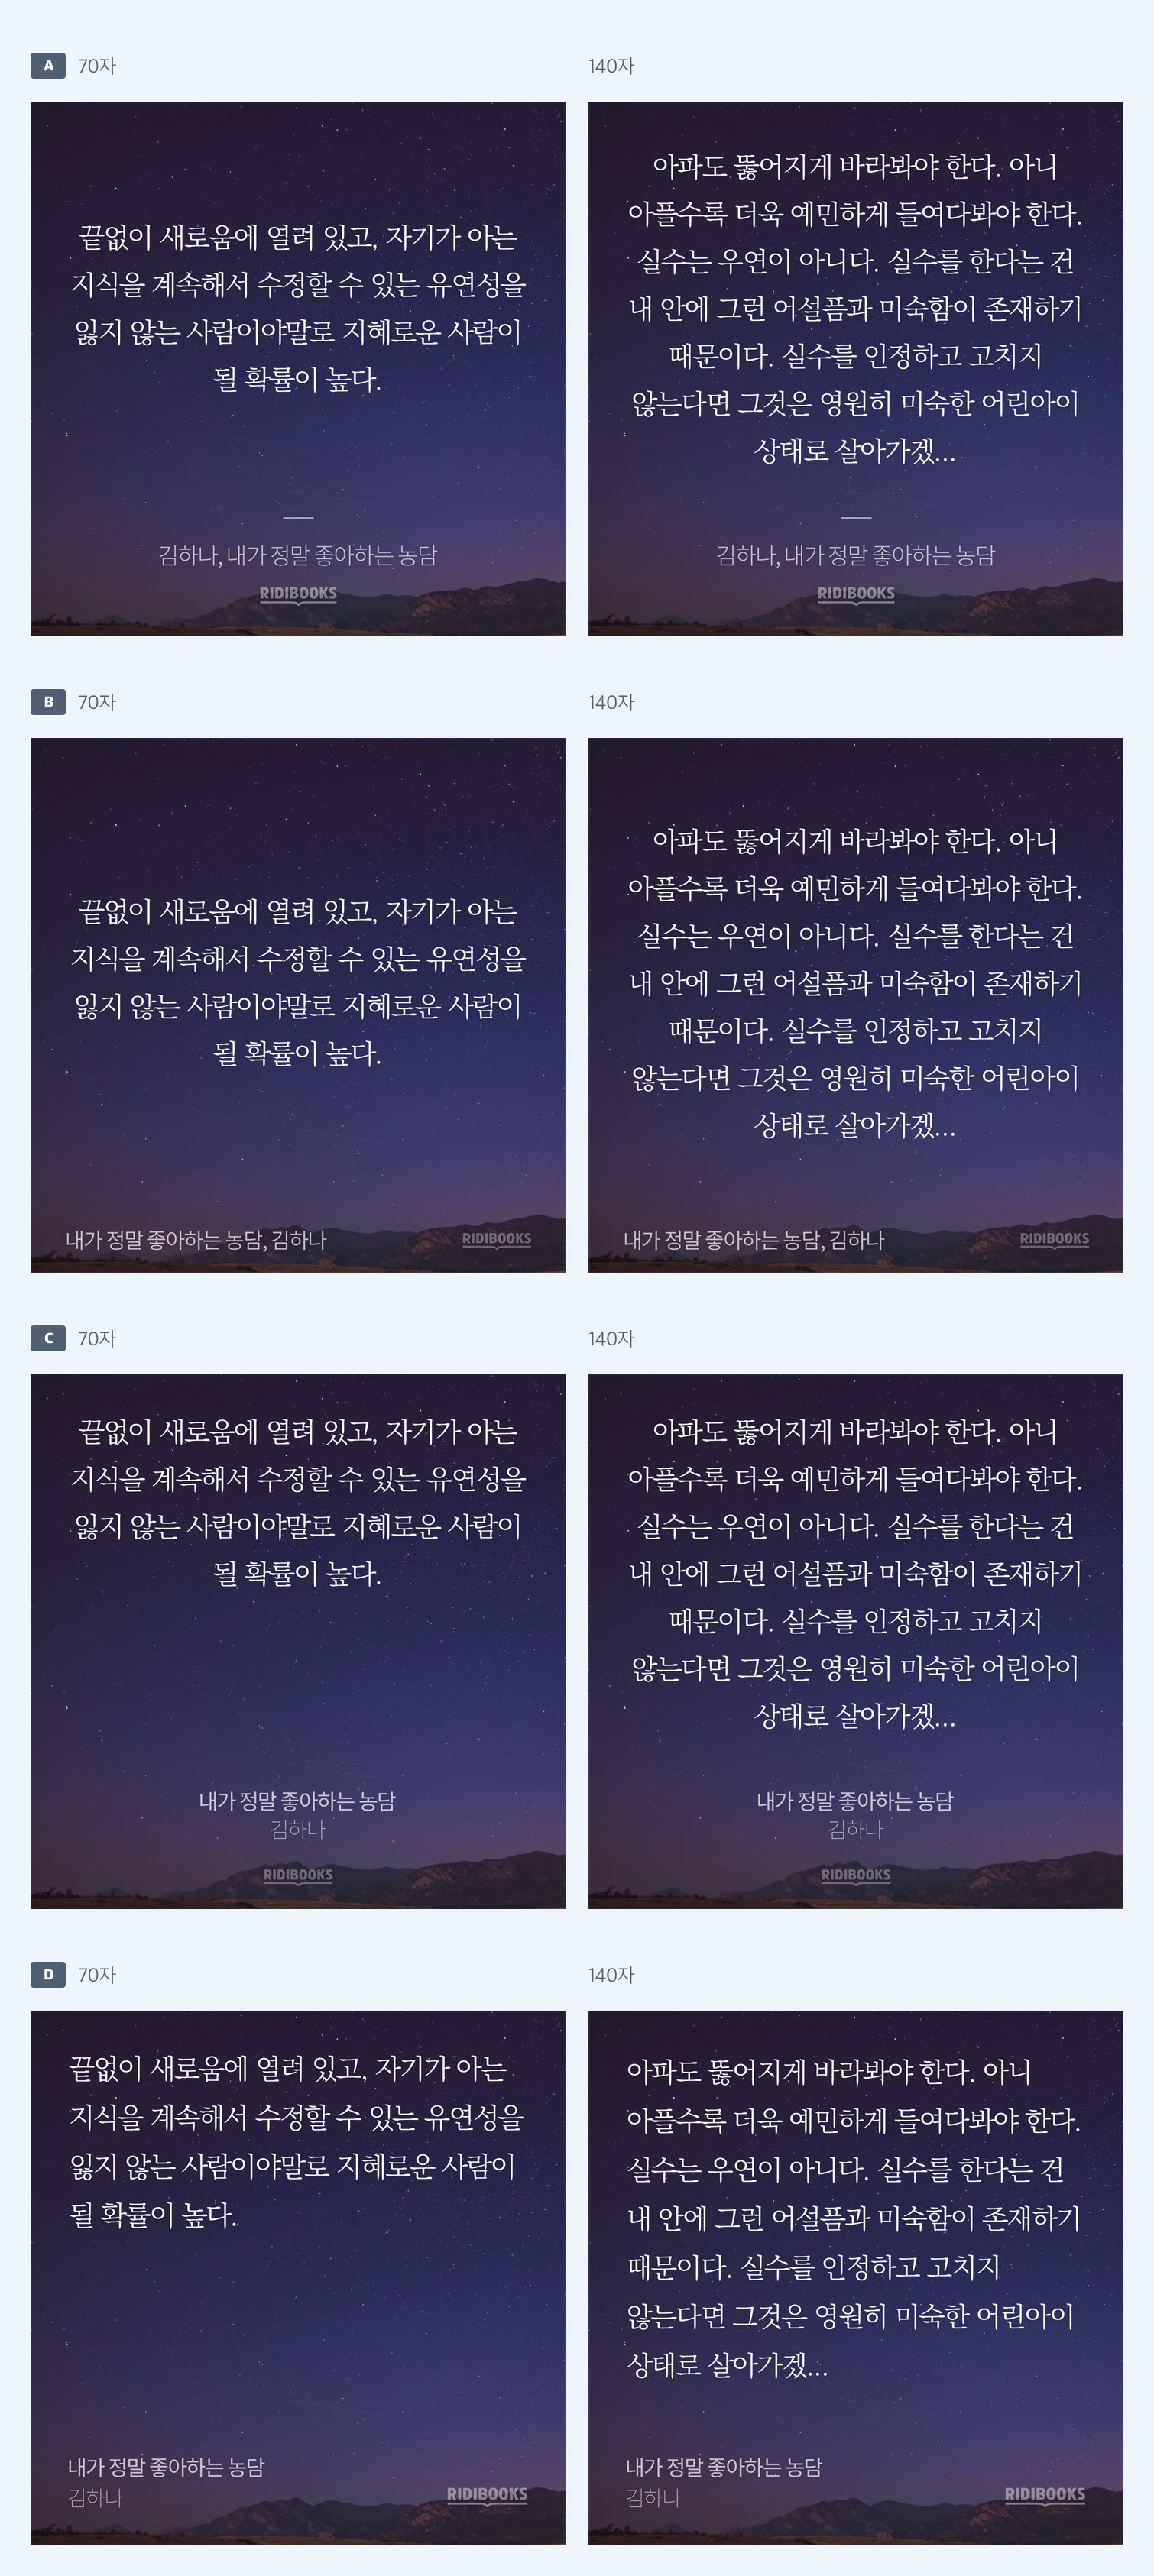 A 70자
끝없이 새로움에 열려 있고, 자기가 아는
지식을 계속해서 수정할 수 있는 유연성을
잃지 않는 사람이야말로 지혜로운 사람이
될 확률이 높다.
김하나, 내가 정말 좋아하는 농담
RIDIBOOKS
140자
아파도 뚫어지게 바라봐야 한다. 아니
아플수록 더욱 예민하게 들여다봐야 한다.
실수는 우연이 아니다. 실수를 한다는 건
내 안에 그런 어설픔과 미숙함이 존재하기
때문이다. 실수를 인정하고 고치지
않는다면 그것은 영원히 미숙한 어린아이
상태로 살아가겠...
김하나, 내가 정말 좋아하는 농담
RIDIBOOKS
B 70자
끝없이 새로움에 열려 있고, 자기가 아는
지식을 계속해서 수정할 수 있는 유연성을
잃지 않는 사람이야말로 지혜로운 사람이
될 확률이 높다.
내가 정말 좋아하는 농담, 김하나
RIDIBOOKS
140자
아파도 뚫어지게 바라봐야 한다. 아니
아플수록 더욱 예민하게 들여다봐야 한다.
실수는 우연이 아니다. 실수를 한다는 건
내 안에 그런 어설픔과 미숙함이 존재하기
때문이다. 실수를 인정하고 고치지
않는다면 그것은 영원히 미숙한 어린아이
상태로 살아가겠...
내가 정말 좋아하는 농담, 김하나
RIDIBOOKS
C 70자
끝없이 새로움에 열려 있고, 자기가 아는
지식을 계속해서 수정할 수 있는 유연성을
잃지 않는 사람이야말로 지혜로운 사람이
될 확률이 높다.
내가 정말 좋아하는 농담
김하나
RIDIBOOKS
140자
아파도 뚫어지게 바라봐야 한다. 아니
아플수록 더욱 예민하게 들여다봐야 한다.
실수는 우연이 아니다. 실수를 한다는 건
내 안에 그런 어설픔과 미숙함이 존재하기
때문이다. 실수를 인정하고 고치지
않는다면 그것은 영원히 미숙한 어린아이
상태로 살아가겠...
내가 정말 좋아하는 농담
김하나
RIDIBOOKS
D 70자
끝없이 새로움에 열려 있고, 자기가 아는
지식을 계속해서 수정할 수 있는 유연성을
잃지 않는 사람이야말로 지혜로운 사람이
될 확률이 높다.
내가 정말 좋아하는 농담
김하나
RIDIBOOKS
140자
아파도 뚫어지게 바라봐야 한다. 아니
아플수록 더욱 예민하게 들여다봐야 한다.
실수는 우연이 아니다. 실수를 한다는 건
내 안에 그런 어설픔과 미숙함이 존재하기
때문이다. 실수를 인정하고 고치지
않는다면 그것은 영원히 미숙한 어린아이
상태로 살아가겠...
내가 정말 좋아하는 농담
김하나
RIDIBOOKS